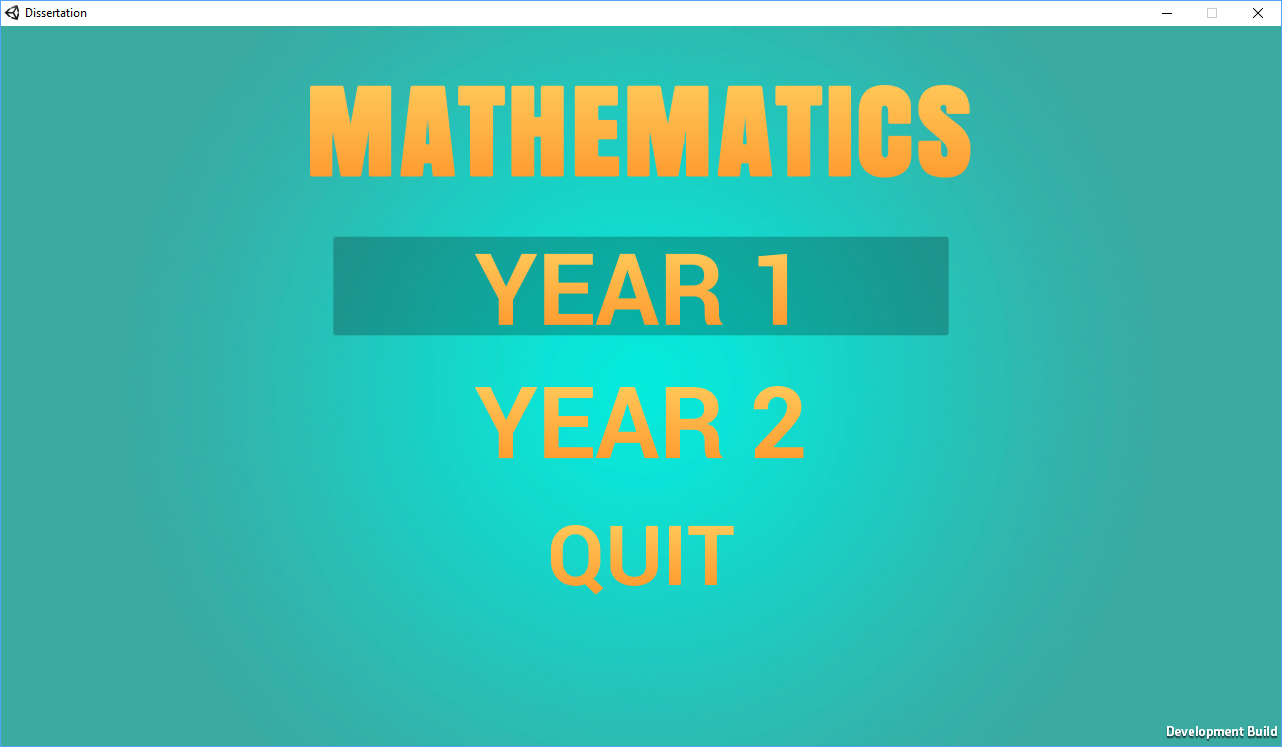 Dissertation
MATHEMATICS
YEAR 1
YEAR 2
QUIT
Development Build